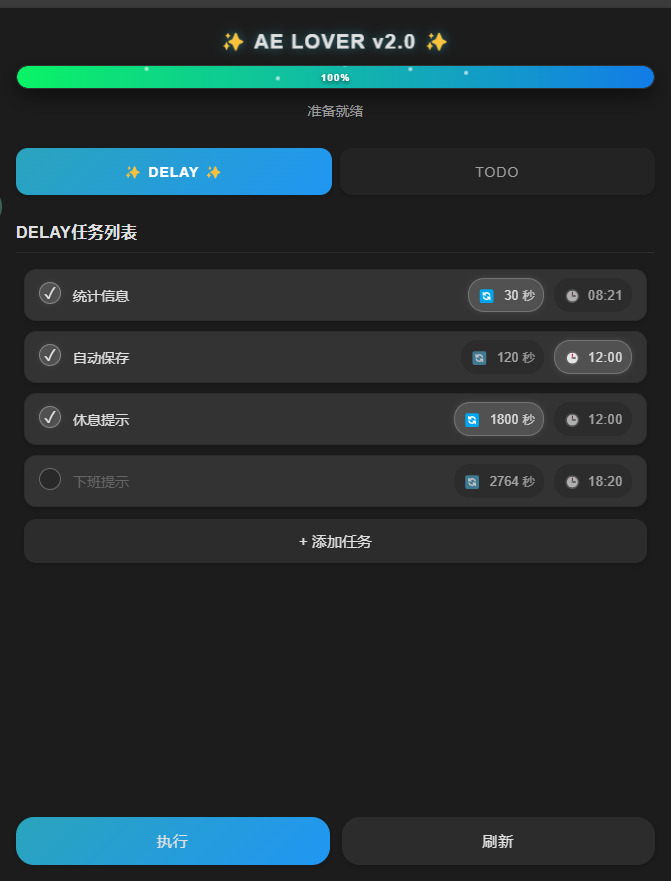 ✨ AE LOVER v2.0 ✨
100%
准备就绪
✨ DELAY ✨ TODO
DELAY任务列表
统计信息 🔄 30 秒 🕒 08:21
自动保存 🔄 120 秒 🕒 12:00
休息提示 🔄 1800 秒 🕒 12:00
下班提示 🔄 2764 秒 🕒 18:20
+ 添加任务
执行 刷新